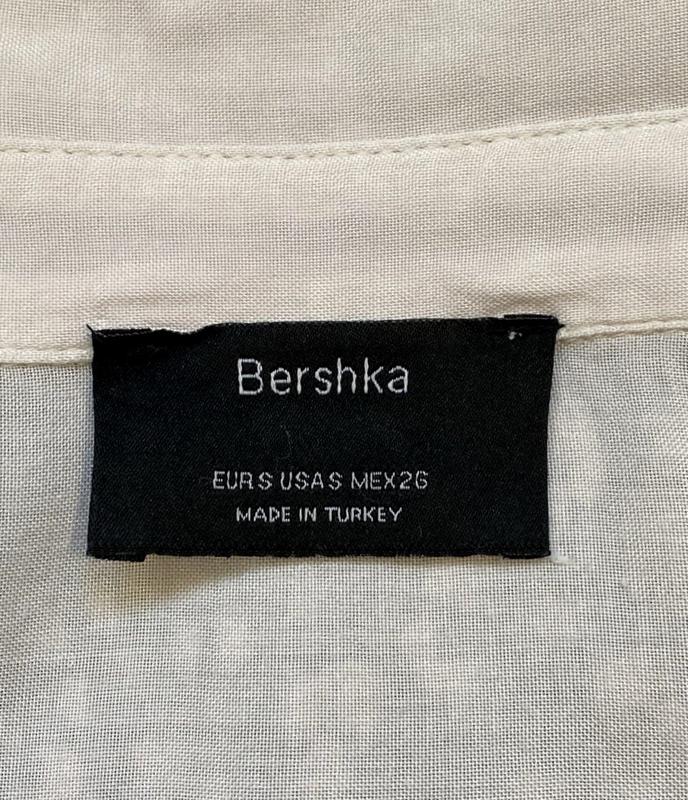 Bershka
EUR S USA S MEX 26
MADE IN TURKEY